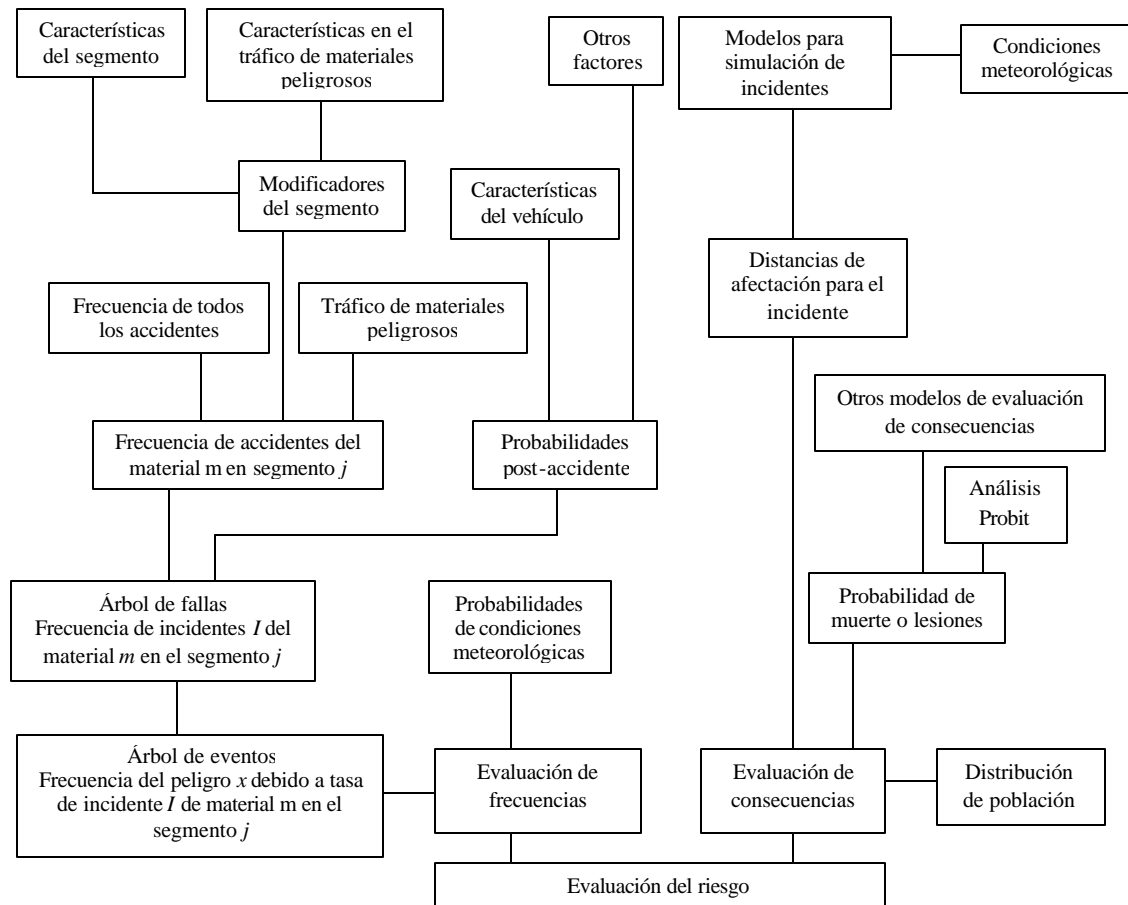 Características
del segmento
Características en el
tráfico de materiales
peligrosos
Otros
factores
Modelos para
simulación de
incidentes
Condiciones
meteorológicas
Modificadores
del segmento
Características
del vehículo
Distancias de
afectación para el
incidente
Frecuencia de todos
los accidentes
Tráfico de materiales
peligrosos
Otros modelos de evaluación
de consecuencias
Frecuencia de accidentes del
material m en segmento j
Probabilidades
post-accidente
Análisis
Probit
Árbol de fallas
Frecuencia de incidentes I del
material m en el segmento j
Probabilidades
de condiciones
meteorológicas
Probabilidad de
muerte o lesiones
Árbol de eventos
Frecuencia del peligro x debido a tasa
de incidente I de material m en el
segmento j
Evaluación de
frecuencias
Evaluación de
consecuencias
Distribución
de población
Evaluación del riesgo